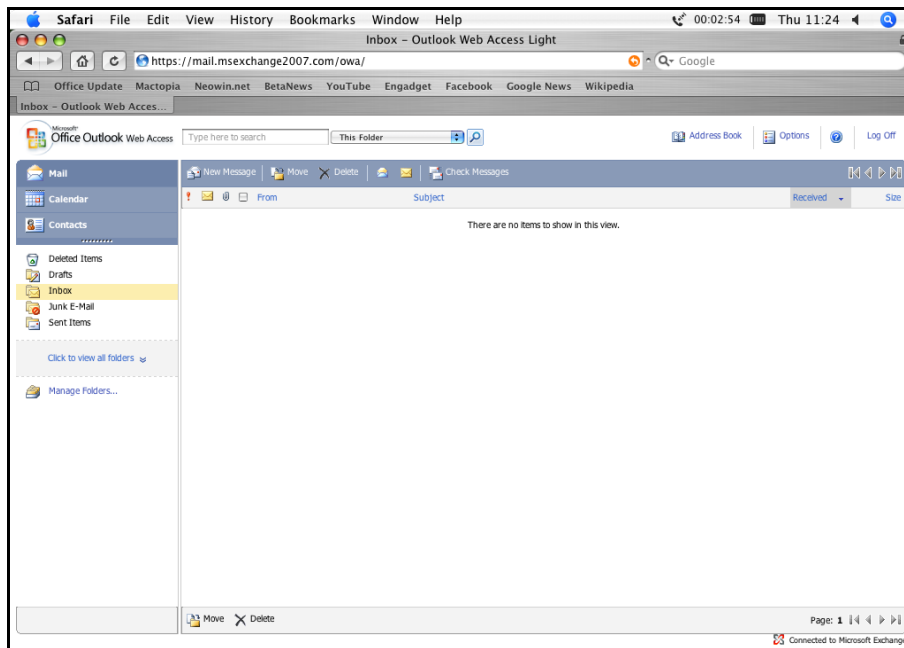 Safari File Edit View History Bookmarks Window Help 00:02:54 Thu 11:24
Inbox – Outlook Web Access Light
https://mail.msexchange2007.com/owa/ Google
Office Update Mactopia Neowin.net BetaNews YouTube Engadget Facebook Google News Wikipedia
Inbox – Outlook Web Acces...
Microsoft
Office Outlook Web Access Type here to search This Folder Address Book Options Log Off
Mail New Message Move Delete Check Messages
Calendar From Subject Received Size
Contacts There are no items to show in this view.
Deleted Items
Drafts
Inbox
Junk E-Mail
Sent Items
Click to view all folders
Manage Folders...
Move Delete Page: 1
Connected to Microsoft Exchange